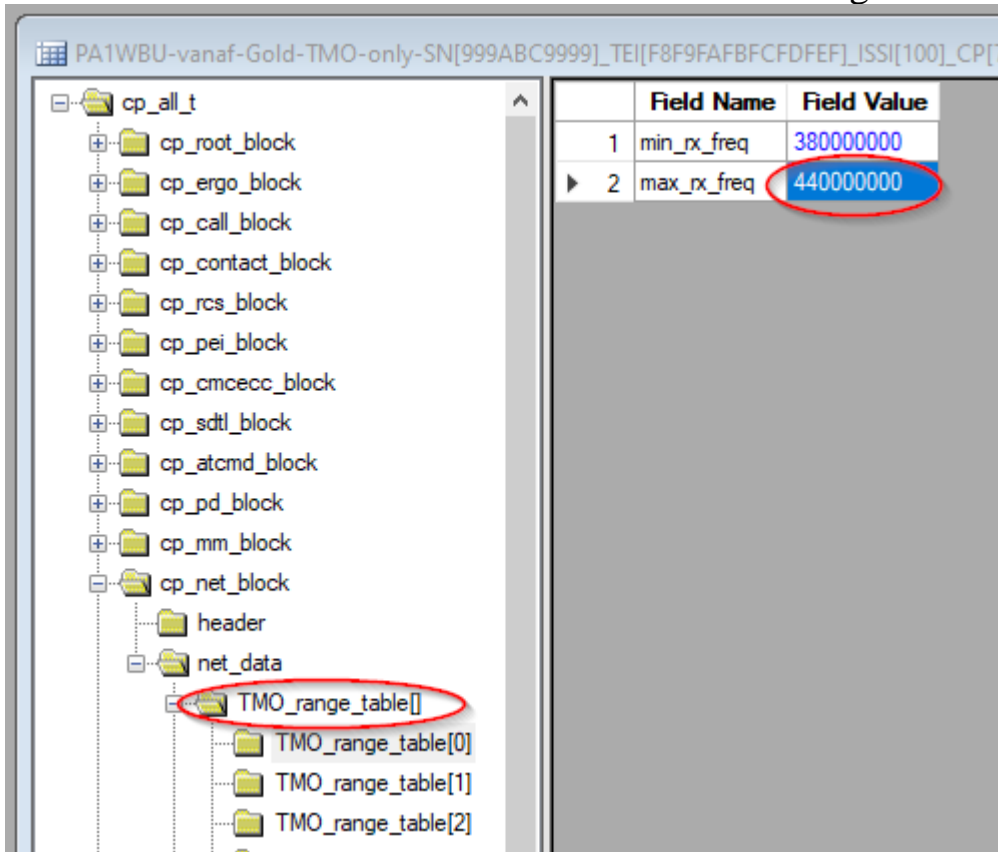 PA1WBU-vanaf-Gold-TMO-only-SN[999ABC9999]_TEI[F8F9FAFBFCFDFEF]_ISSI[100]_CP[
cp_all_t
cp_root_block
cp_ergo_block
cp_call_block
cp_contact_block
cp_rcs_block
cp_pei_block
cp_cmcecc_block
cp_sdtl_block
cp_atcmd_block
cp_pd_block
cp_mm_block
cp_net_block
header
net_data
TMO_range_table[]
TMO_range_table[0]
TMO_range_table[1]
TMO_range_table[2]
Field Name Field Value
1 min_rx_freq 380000000
2 max_rx_freq 440000000